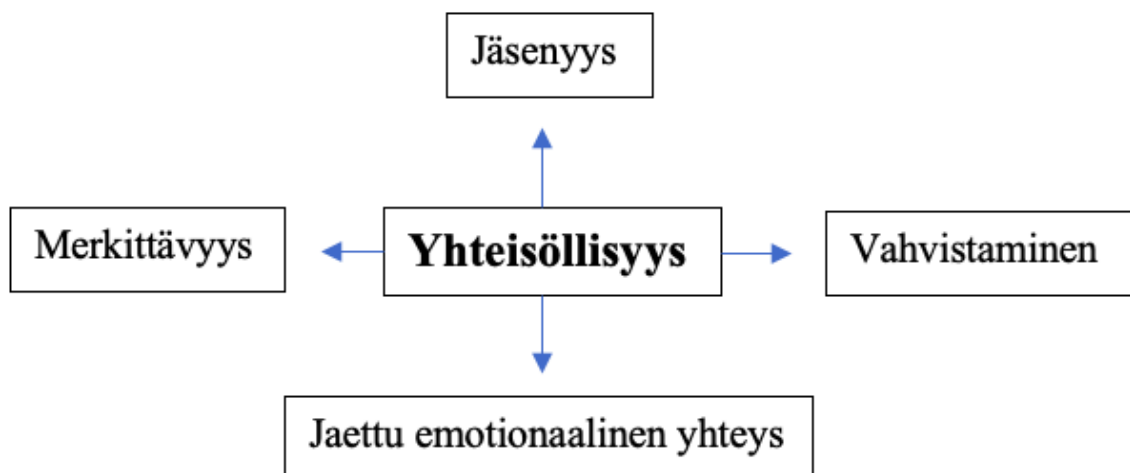 Jäsenyys
Merkittävyys
Yhteisöllisyys
Vahvistaminen
Jaettu emotionaalinen yhteys